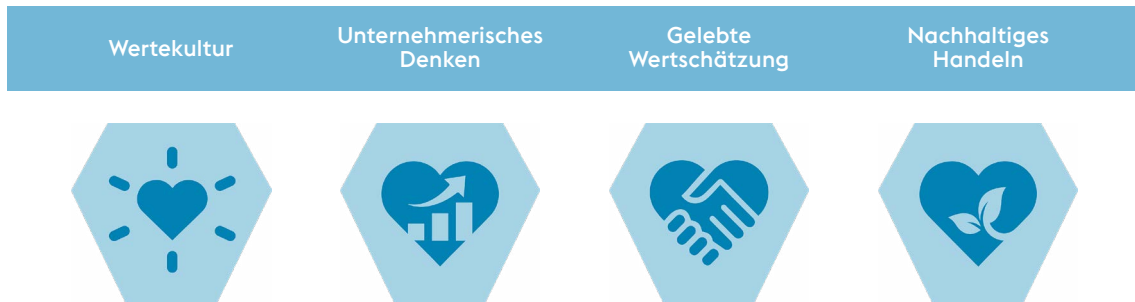 Wertekultur
Unternehmerisches
Denken
Gelebte
Wertschätzung
Nachhaltiges
Handeln